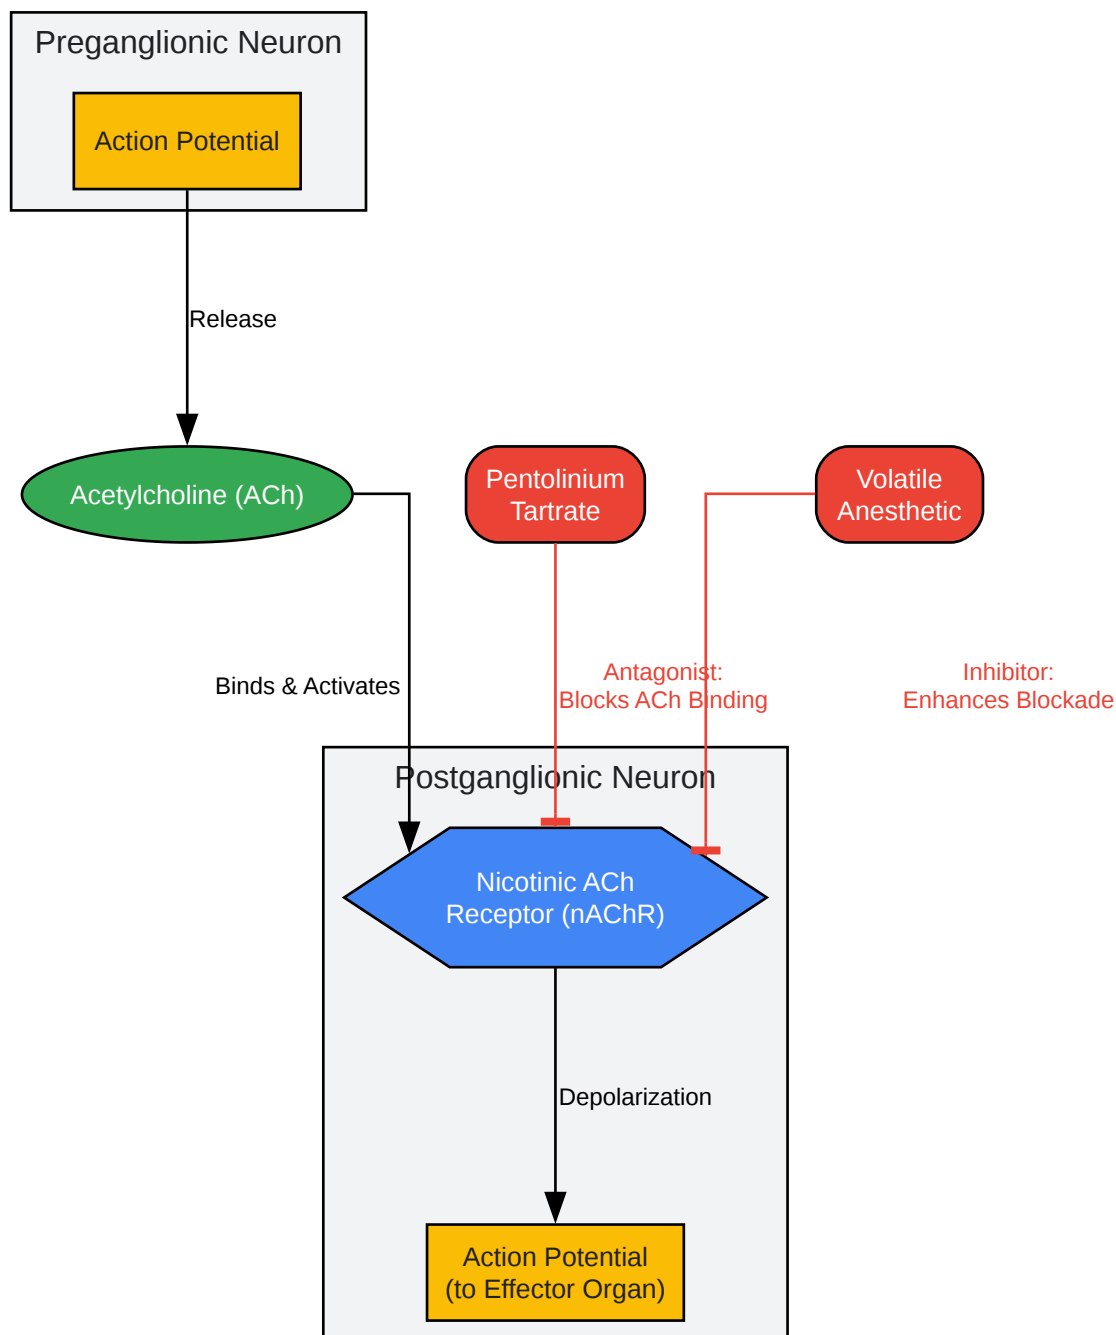 Preganglionic Neuron
Action Potential
Release
Acetylcholine (ACh)
Pentolinium
Tartrate
Volatile
Anesthetic
Binds & Activates
Antagonist:
Blocks ACh Binding
Inhibitor:
Enhances Blockade
Postganglionic Neuron
Nicotinic ACh
Receptor (nAChR)
Depolarization
Action Potential
(to Effector Organ)